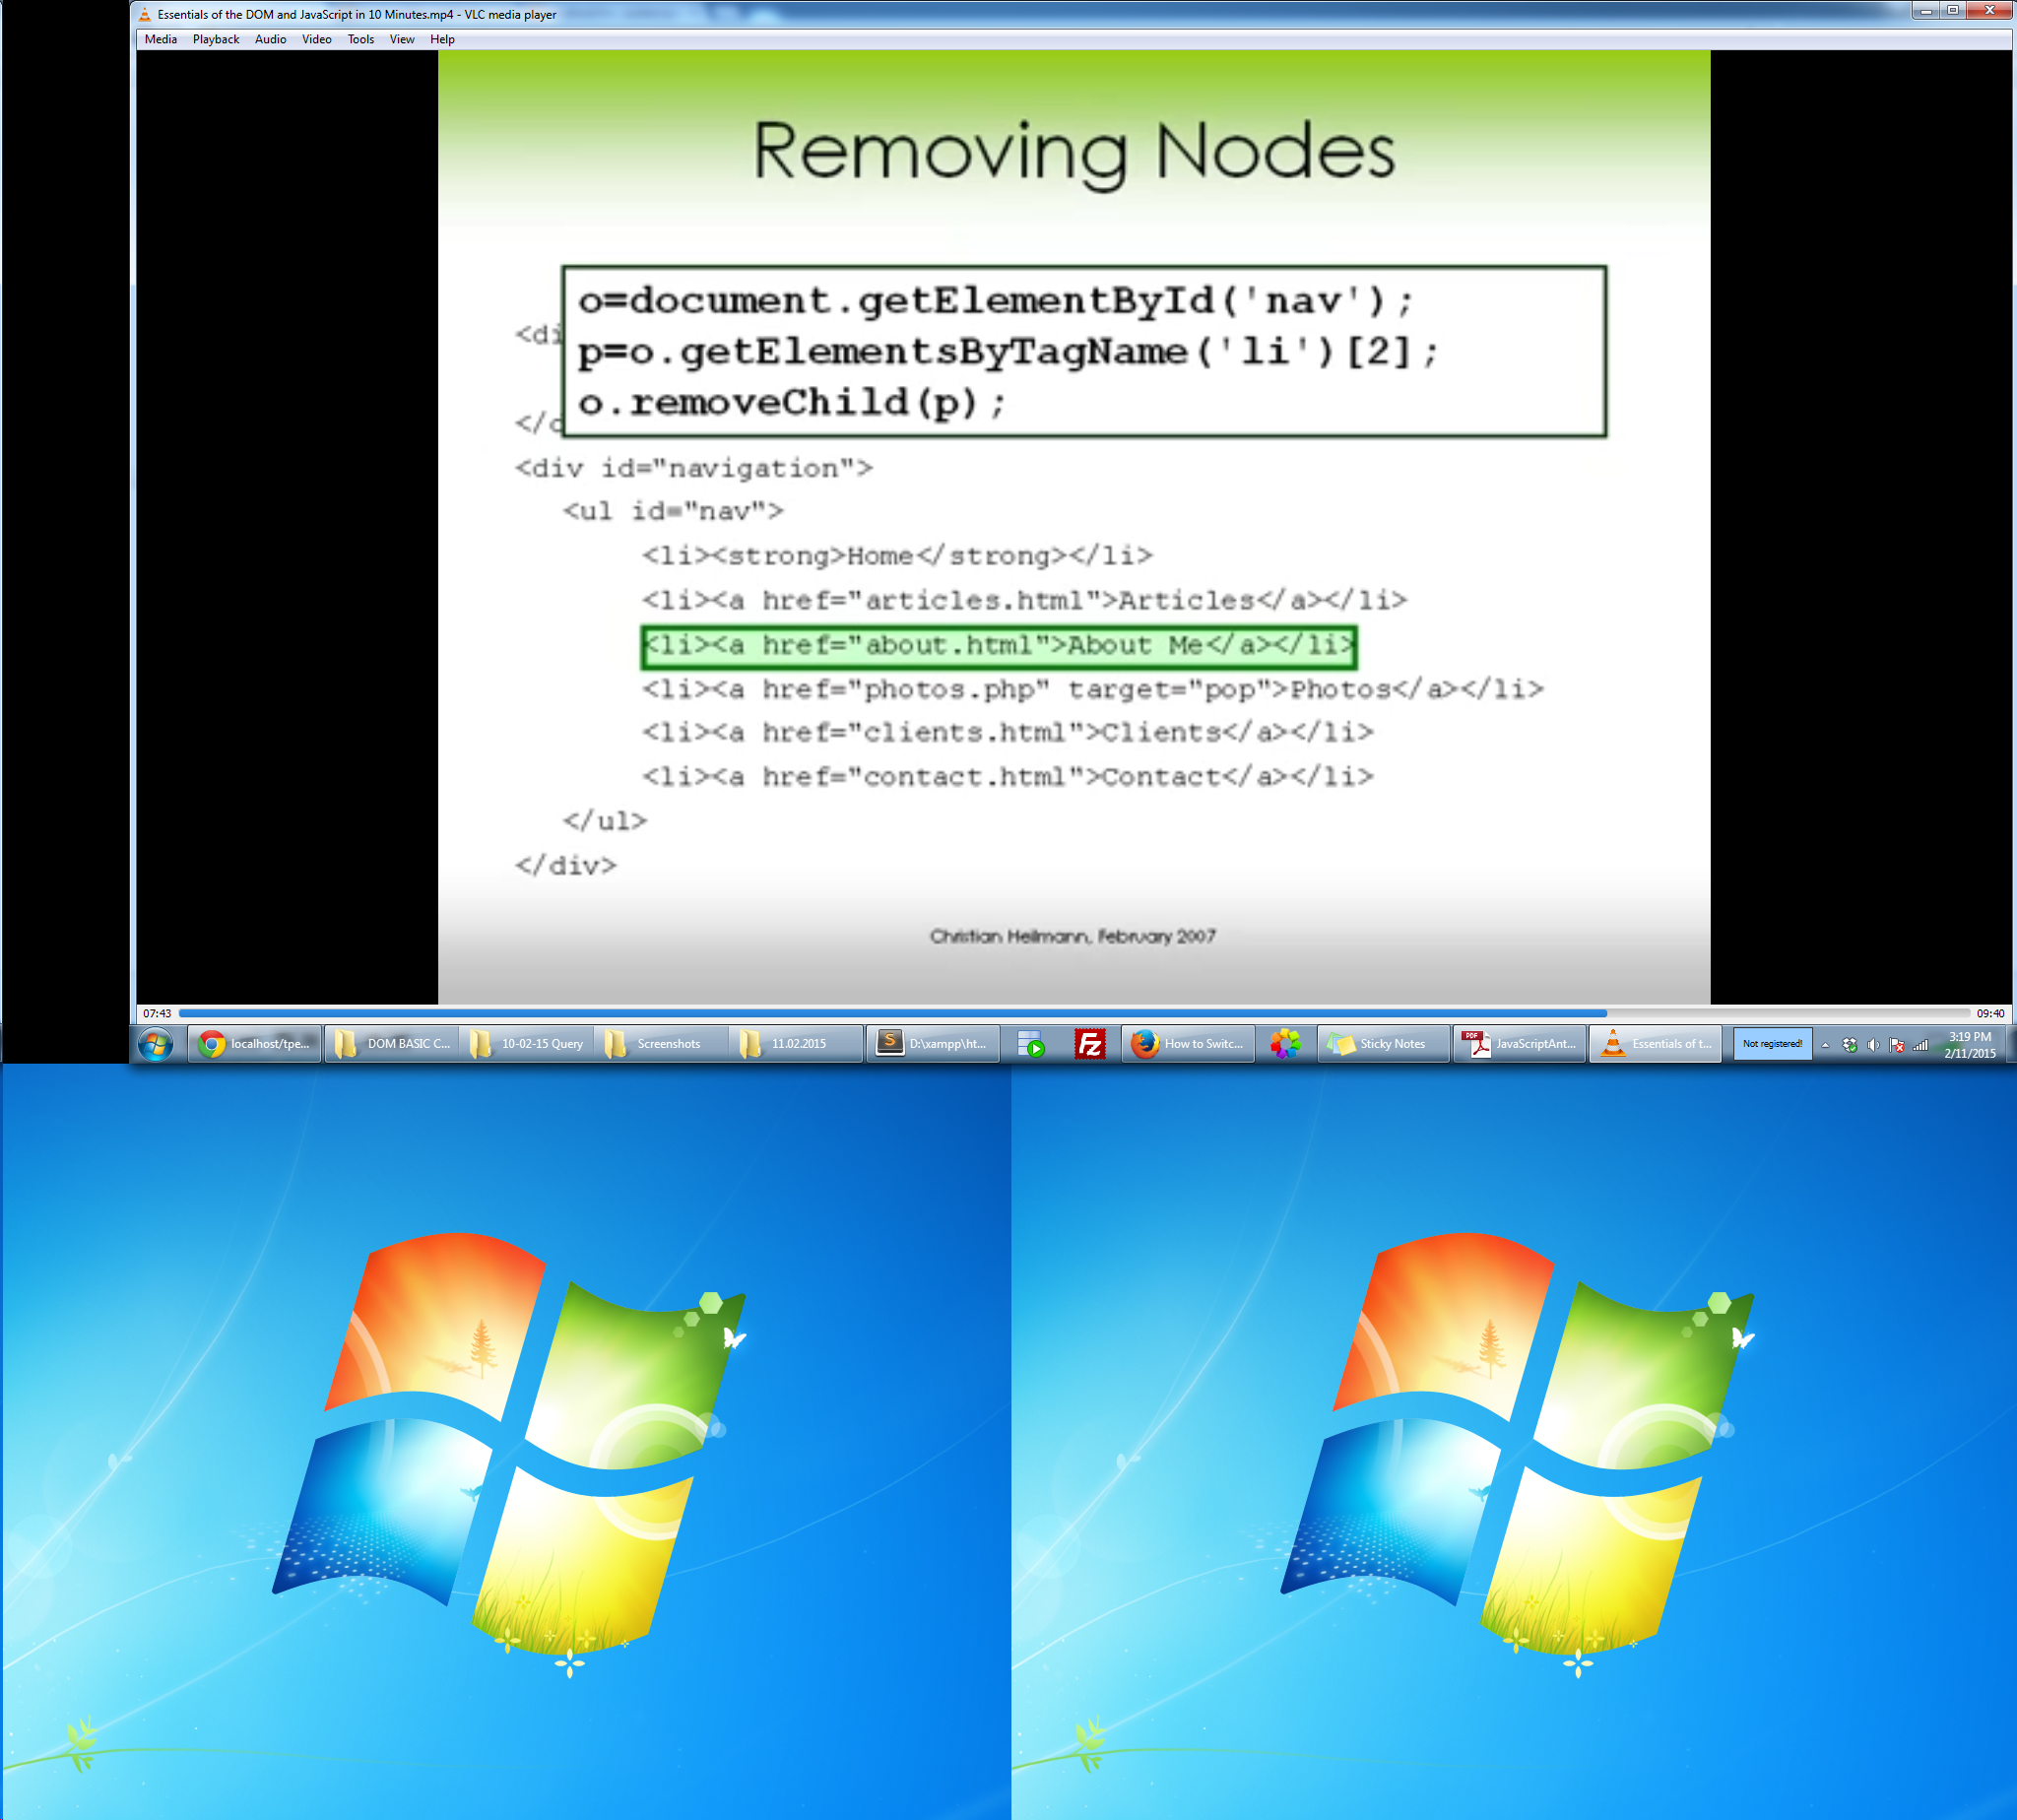 Essentials of the DOM and JavaScript in 10 Minutes.mp4 - VLC media player
Media Playback Audio Video Tools View Help
Removing Nodes
o=document.getElementById('nav');
<di
p=o.getElementsByTagName('li')[2];
o.removeChild(p);
</
<div id="navigation">
<ul id="nav">
<li><strong>Home</strong></li>
<li><a href="articles.html">Articles</a></li>
<li><a href="about.html">About Me</a></li>
<li><a href="photos.php" target="pop">Photos</a></li>
<li><a href="clients.html">Clients</a></li>
<li><a href="contact.html">Contact</a></li>
</ul>
</div>
Christian Heilmann, February 2007
07:43 09:40
localhost/tpe... DOM BASIC C... 10-02-15 Query Screenshots 11.02.2015 S D:\xampp\ht... FZ How to Switc... Sticky Notes PDF JavaScriptAnt... Essentials of t... Not registered! 3:19 PM
2/11/2015